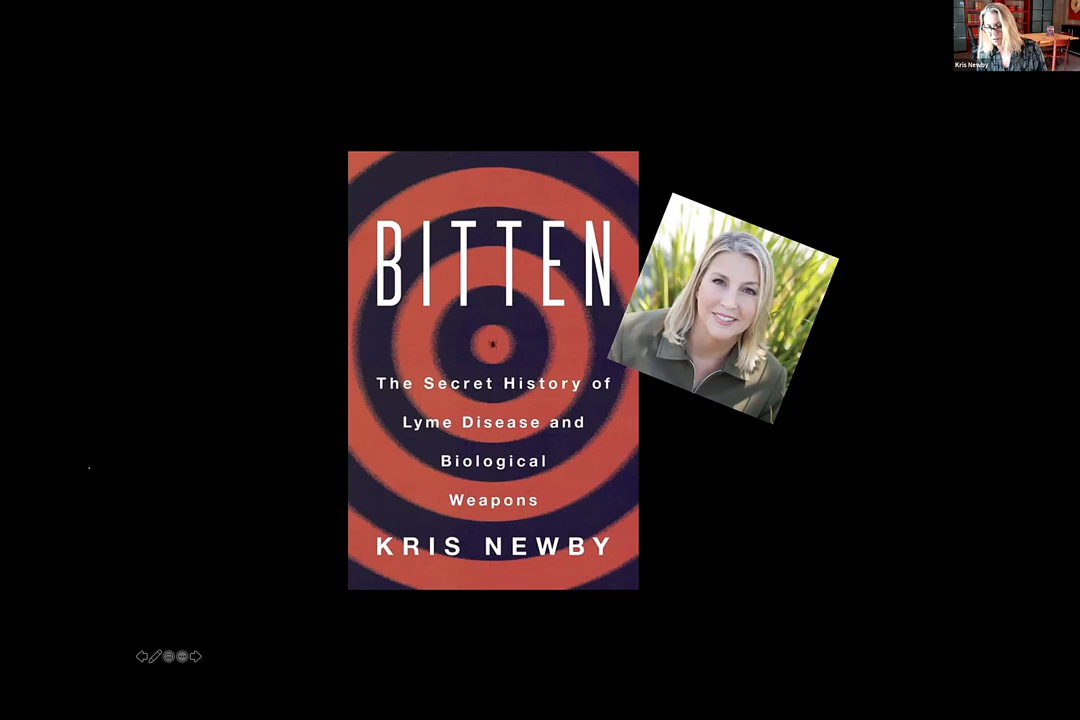 Kris Newby
BITTEN
The Secret History of
Lyme Disease and
Biological
Weapons
KRIS NEWBY